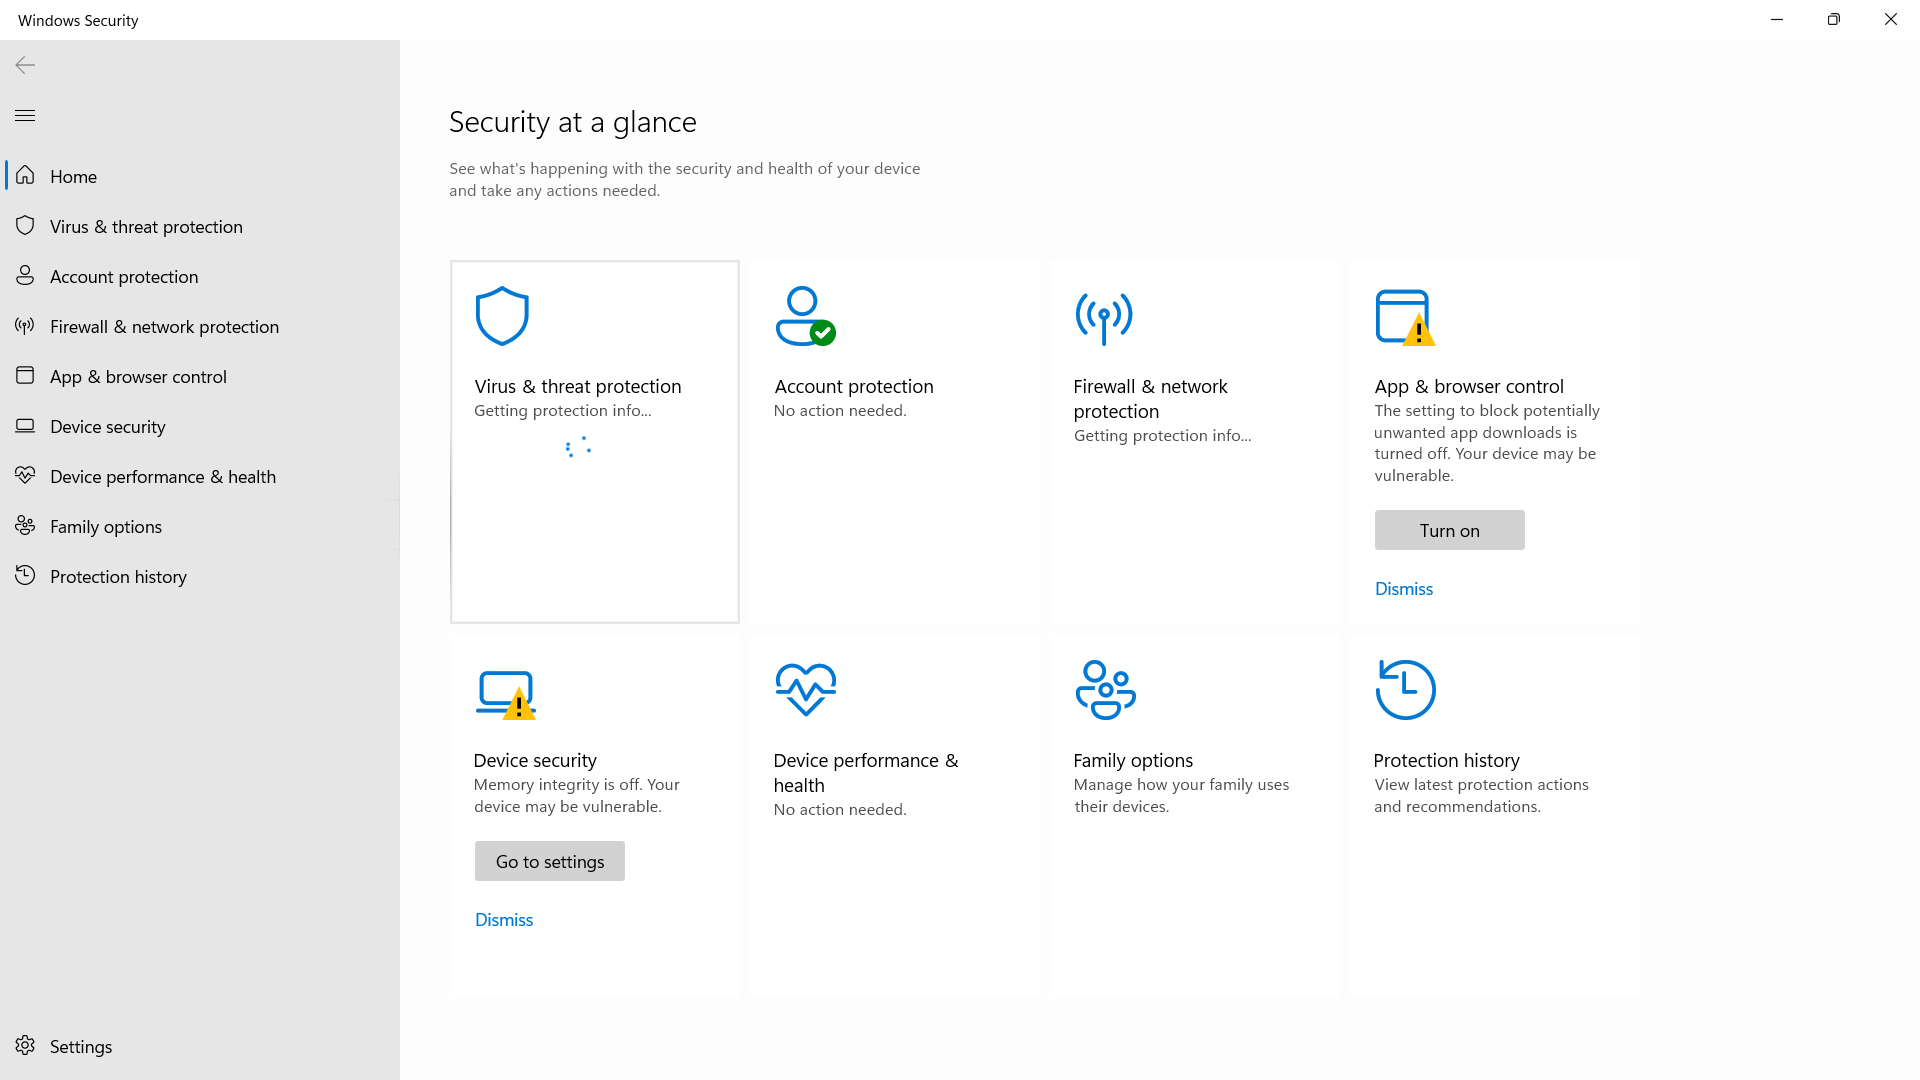 Windows Security
Home
Virus & threat protection
Account protection
Firewall & network protection
App & browser control
Device security
Device performance & health
Family options
Protection history
Settings
Security at a glance
See what's happening with the security and health of your device
and take any actions needed.
Virus & threat protection
Getting protection info...
Account protection
No action needed.
Firewall & network
protection
Getting protection info...
App & browser control
The setting to block potentially
unwanted app downloads is
turned off. Your device may be
vulnerable.
Turn on
Dismiss
Device security
Memory integrity is off. Your
device may be vulnerable.
Go to settings
Dismiss
Device performance &
health
No action needed.
Family options
Manage how your family uses
their devices.
Protection history
View latest protection actions
and recommendations.